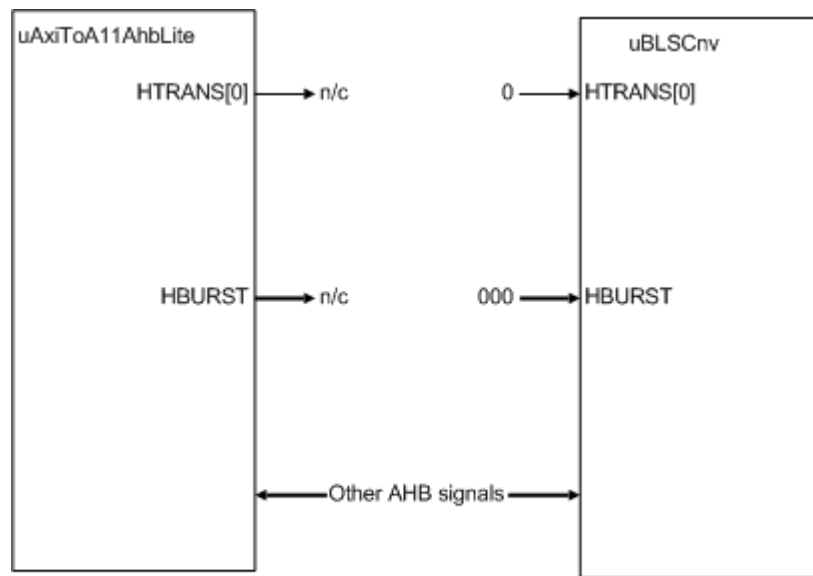 uAxiToA11AhbLite
uBLSCnv
HTRANS[0] n/c 0 HTRANS[0]
HBURST n/c 000 HBURST
Other AHB signals